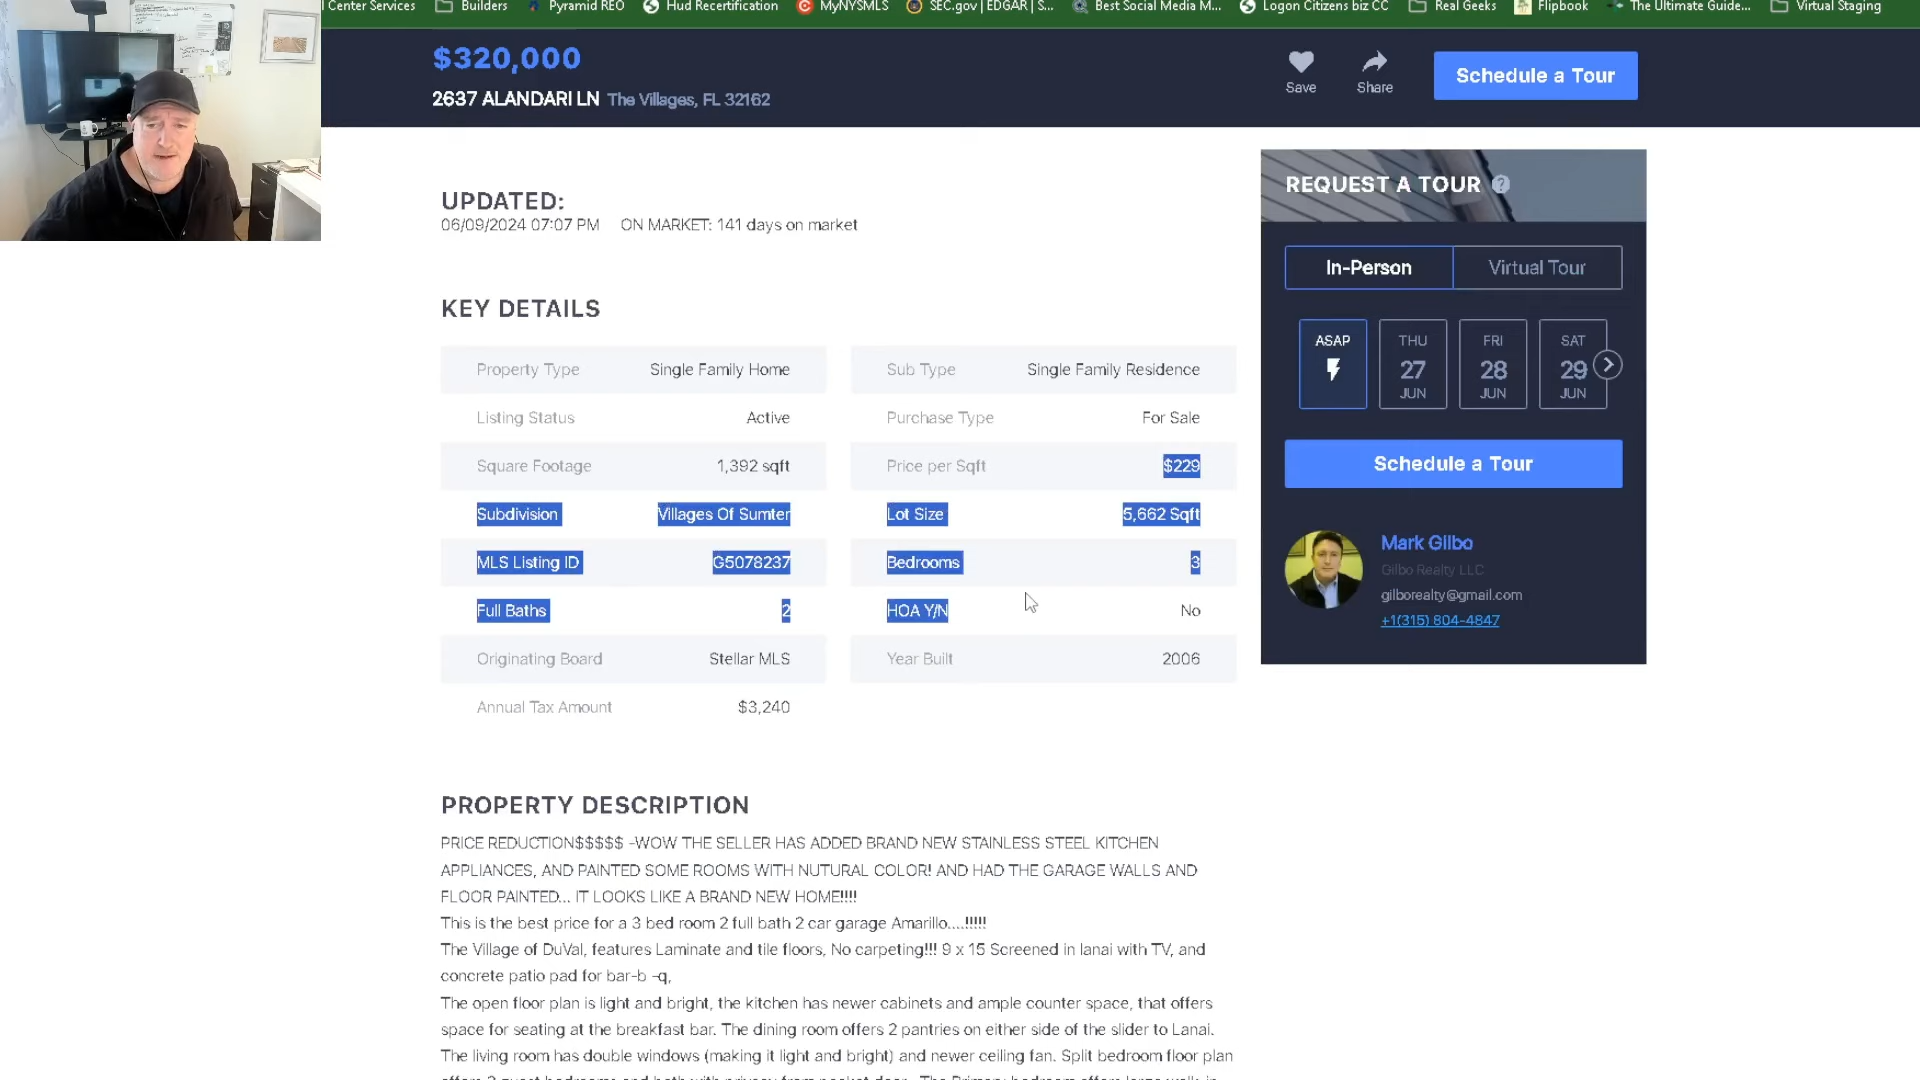 Center Services Builders Pyramid REO Hud Recertification MyNYSMLS SEC.gov | EDGAR | S... Best Social Media M... Logon Citizens biz CC Real Geeks Flipbook The Ultimate Guide... Virtual Staging
$320,000
2637 ALANDARI LN The Villages, FL 32162
Save
Share
Schedule a Tour
UPDATED:
06/09/2024 07:07 PM ON MARKET: 141 days on market
KEY DETAILS
Property Type Single Family Home
Sub Type Single Family Residence
Listing Status Active
Purchase Type For Sale
Square Footage 1,392 sqft
Price per Sqft $229
Subdivision Villages Of Sumter
Lot Size 5,662 Sqft
MLS Listing ID G5078237
Bedrooms 3
Full Baths 2
HOA Y/N No
Originating Board Stellar MLS
Year Built 2006
Annual Tax Amount $3,240
PROPERTY DESCRIPTION
PRICE REDUCTION$$$$$ -WOW THE SELLER HAS ADDED BRAND NEW STAINLESS STEEL KITCHEN
APPLIANCES, AND PAINTED SOME ROOMS WITH NUTURAL COLOR! AND HAD THE GARAGE WALLS AND
FLOOR PAINTED... IT LOOKS LIKE A BRAND NEW HOME!!!!
This is the best price for a 3 bed room 2 full bath 2 car garage Amarillo....!!!!!
The Village of DuVal, features Laminate and tile floors, No carpeting!!! 9 x 15 Screened in lanai with TV, and
concrete patio pad for bar-b -q,
The open floor plan is light and bright, the kitchen has newer cabinets and ample counter space, that offers
space for seating at the breakfast bar. The dining room offers 2 pantries on either side of the slider to Lanai.
The living room has double windows (making it light and bright) and newer ceiling fan. Split bedroom floor plan
REQUEST A TOUR ?
In-Person Virtual Tour
ASAP
THU 27 JUN
FRI 28 JUN
SAT 29 JUN
Schedule a Tour
Mark Gilbo
Gilbo Realty LLC
gilborealty@gmail.com
+1(315) 804-4847